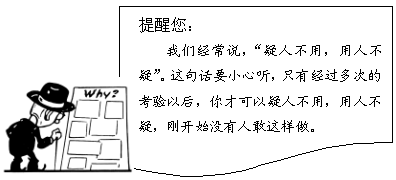 提醒您：
我们经常说，“疑人不用，用人不
疑”。这句话要小心听，只有经过多次的
考验以后，你才可以疑人不用，用人不
疑，刚开始没有人敢这样做。
Why?